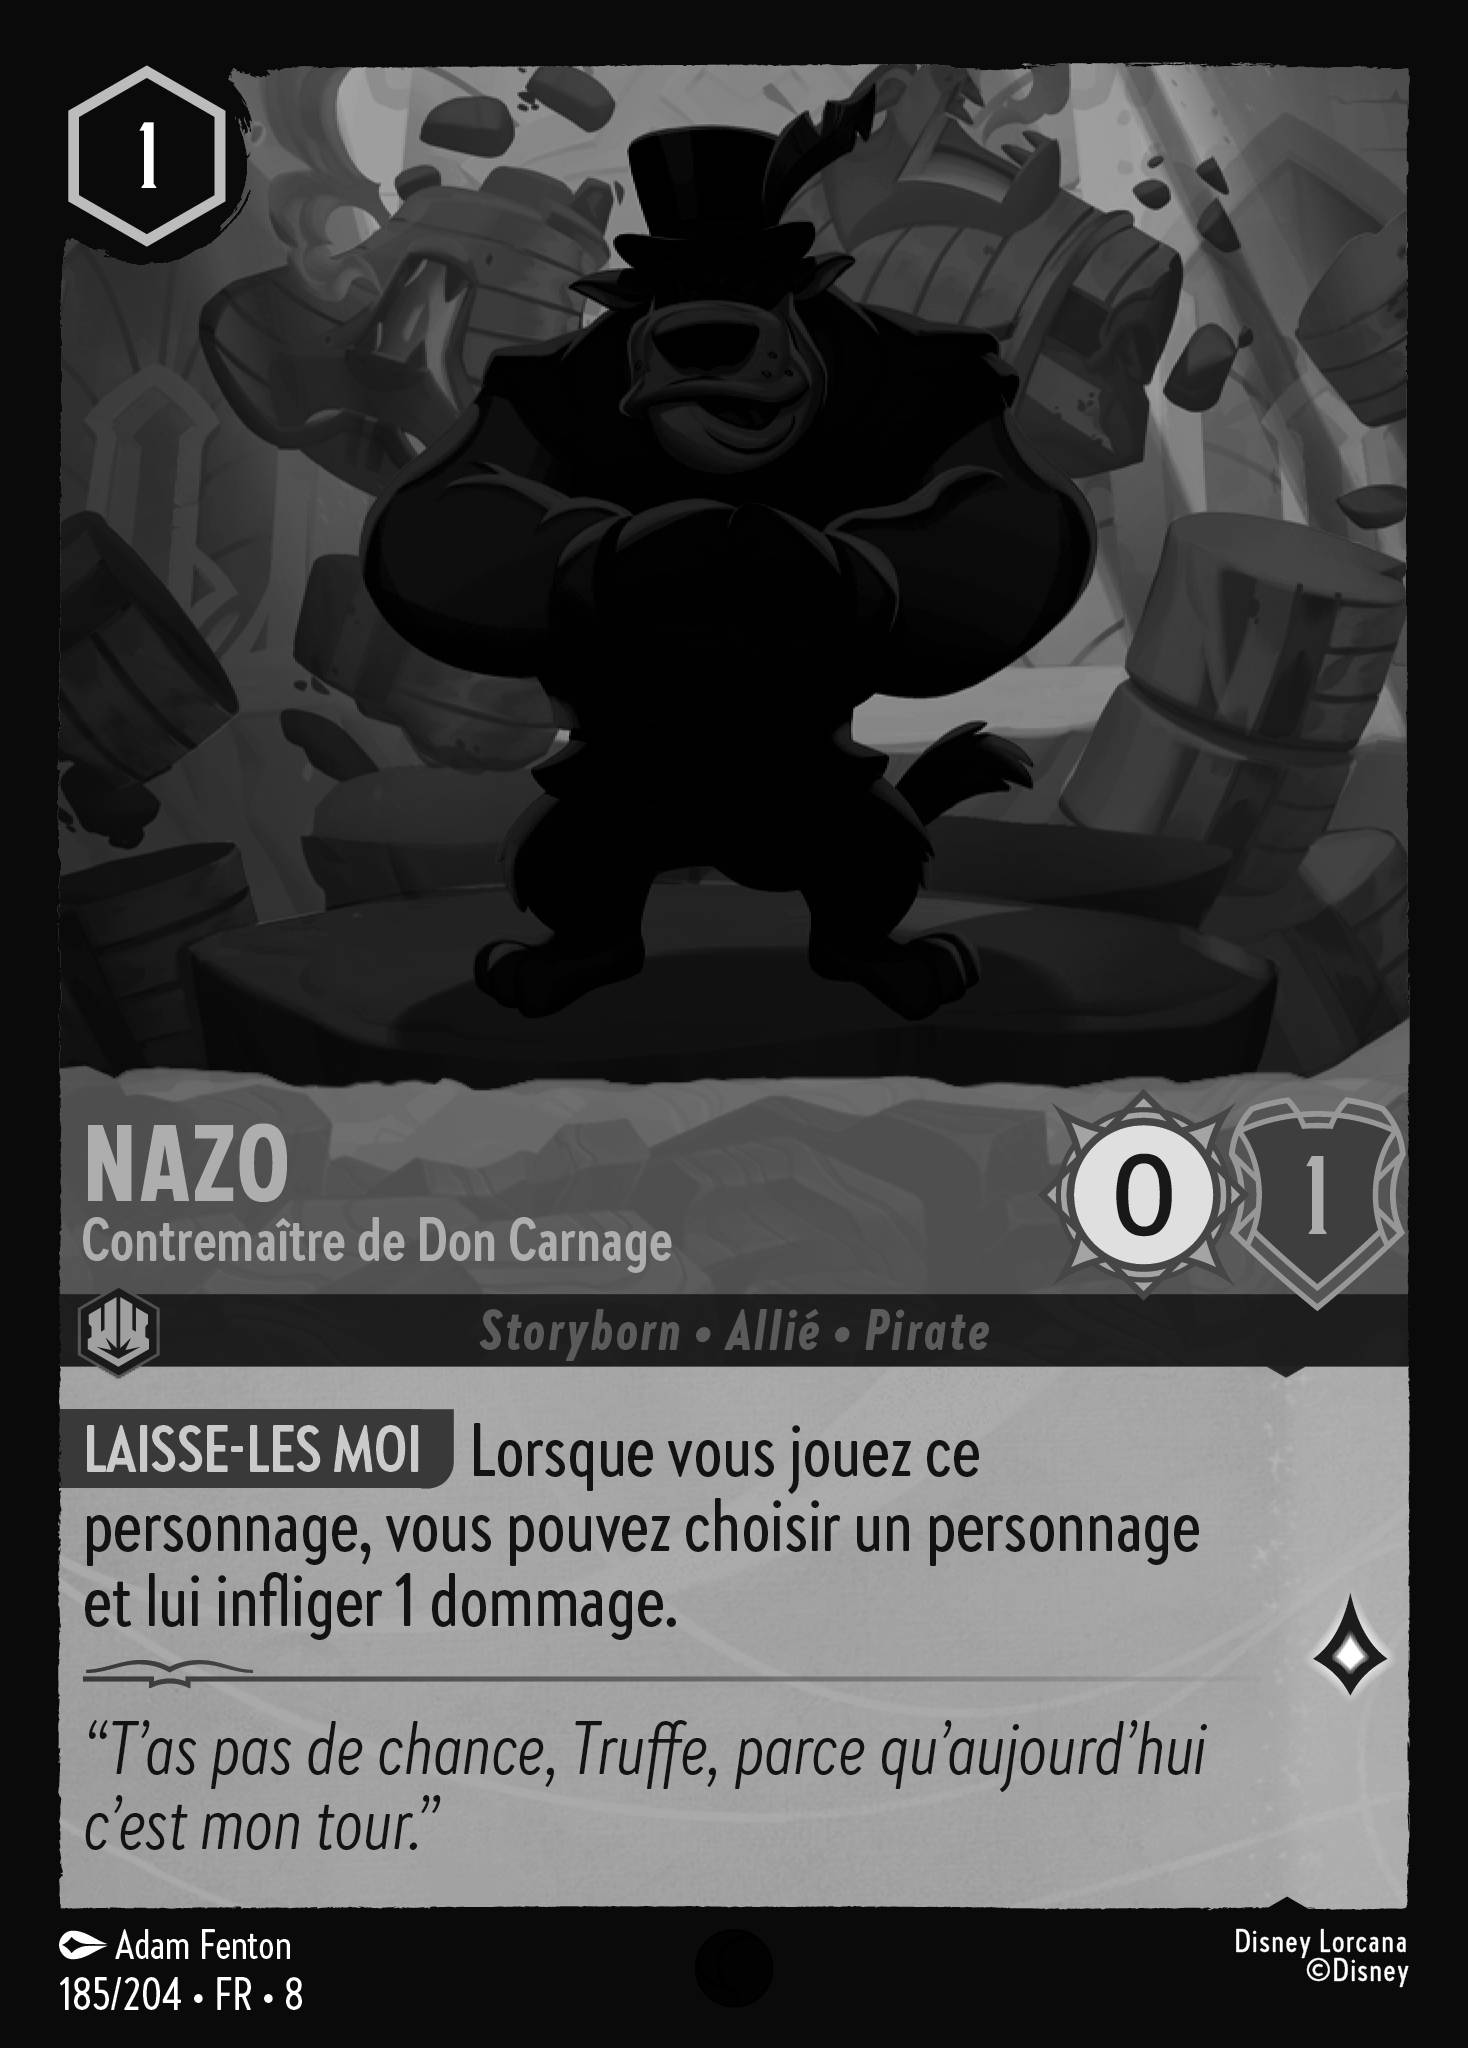 1
NAZO
Contremaître de Don Carnage
0
1
Storyborn • Allié • Pirate
LAISSE-LES MOI Lorsque vous jouez ce
personnage, vous pouvez choisir un personnage
et lui infliger 1 dommage.
“T’as pas de chance, Truffe, parce qu’aujourd’hui
c’est mon tour.”
Adam Fenton
185/204 • FR • 8
Disney Lorcana
©Disney